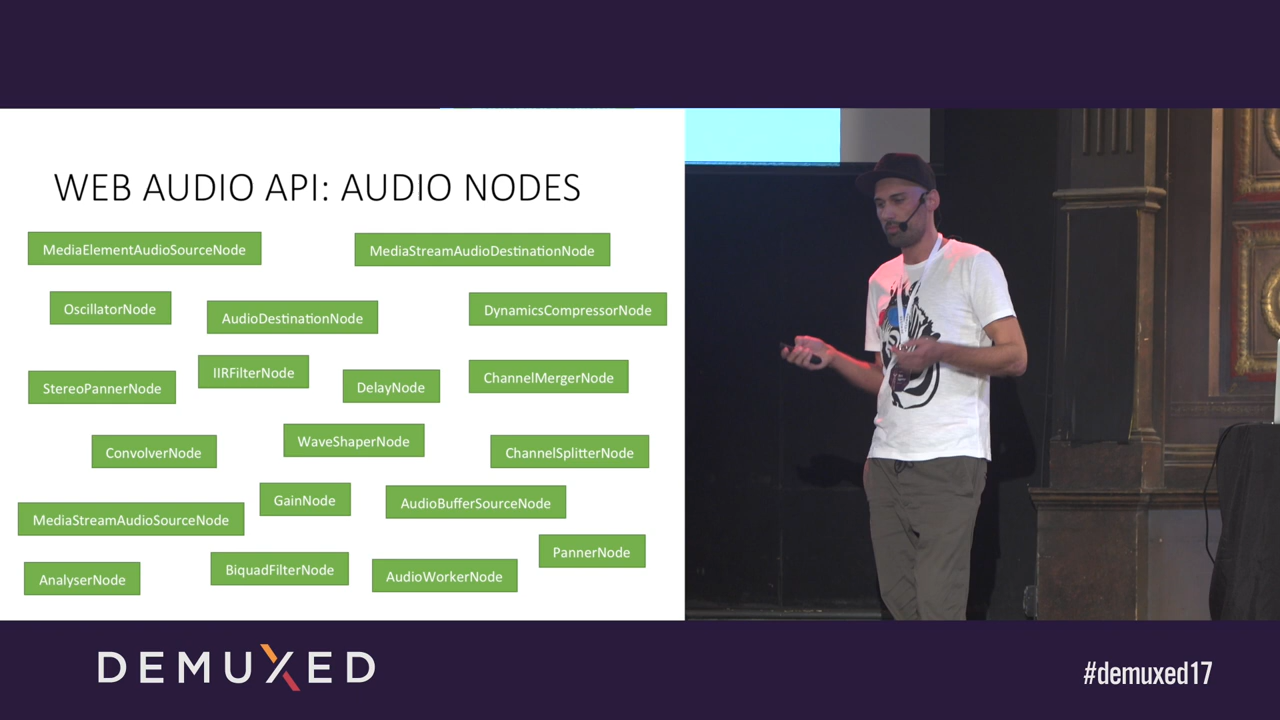 WEB AUDIO API: AUDIO NODES
MediaElementAudioSourceNode
MediaStreamAudioDestinationNode
OscillatorNode
AudioDestinationNode
DynamicsCompressorNode
StereoPannerNode
IIRFilterNode
DelayNode
ChannelMergerNode
ConvolverNode
WaveShaperNode
ChannelSplitterNode
MediaStreamAudioSourceNode
GainNode
AudioBufferSourceNode
PannerNode
AnalyserNode
BiquadFilterNode
AudioWorkerNode
DEMUXED
#demuxed17